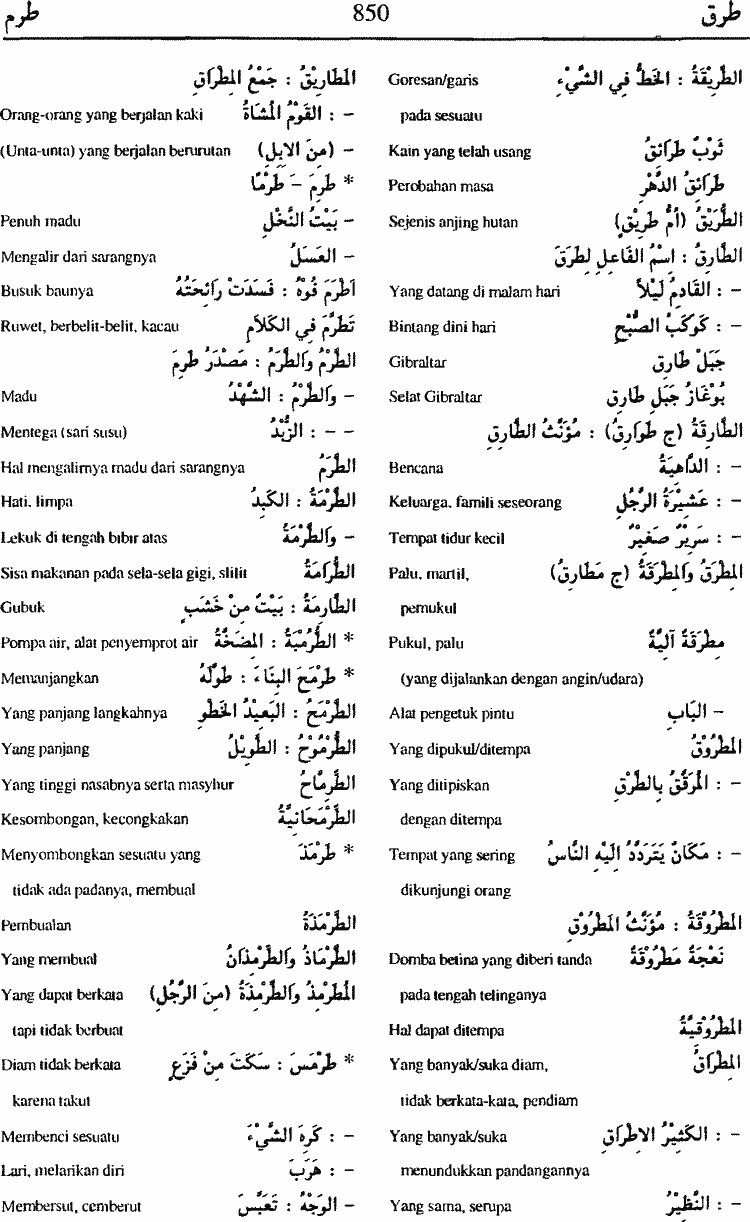 طرق 850 طرم
الطَّرِيْقَةُ : الخَطُّ فِي الشَّيْءِ Goresan/garis
pada sesuatu
ثَوْبٌ طَرَائِقُ Kain yang telah usang
طَرَائِقُ الدَّهْرِ Perobahan masa
الطُّرَيْقُ (أُمُّ طُرَيْقٍ) Sejenis anjing hutan
الطَّارِقُ : اسْمُ الفَاعِلِ لِطَرَقَ
– : القَادِمُ لَيْلاً Yang datang di malam hari
– : كَوْكَبُ الصُّبْحِ Bintang dini hari
جَبَلُ طَارِق Gibraltar
بُوْغَازُ جَبَلِ طَارِق Selat Gibraltar
الطَّارِقَةُ (ج طَوَارِقُ) : مُؤَنَّثُ الطَّارِقِ
– : الدَّاهِيَةُ Bencana
– : عَشِيْرَةُ الرَّجُلِ Keluarga, famili seseorang
– : سَرِيْرٌ صَغِيْرٌ Tempat tidur kecil
المِطْرَقُ وَالمِطْرَقَةُ (ج مَطَارِقُ) Palu, martil,
pemukul
مِطْرَقَةٌ آلِيَّةٌ Pukul, palu
(yang dijalankan dengan angin/udara)
– البَابِ Alat pengetuk pintu
المَطْرُوْقُ Yang dipukul/ditempa
– : المُرَقَّقُ بِالطَّرْقِ Yang ditipiskan
dengan ditempa
– : مَكَانٌ يَتَرَدَّدُ الَيْهِ النَّاسُ Tempat yang sering
dikunjungi orang
المَطْرُوْقَةُ : مُؤَنَّثُ المَطْرُوْقِ
نَعْجَةٌ مَطْرُوْقَةٌ Domba betina yang diberi tanda
pada tengah telinganya
المَطْرُوْقِيَّةُ Hal dapat ditempa
المِطْرَاقُ Yang banyak/suka diam,
tidak berkata-kata, pendiam
– : الكَثِيْرُ الاِطْرَاقِ Yang banyak/suka
menundukkan pandangannya
– : النَّظِيْرُ Yang sama, serupa
المَطَارِيْقُ : جَمْعُ المِطْرَاقِ
– : القَوْمُ المُشَاةُ Orang-orang yang berjalan kaki
– (مِنَ الابِلِ) (Unta-unta) yang berjalan berurutan
* طَرِمَ – طَرَمًا
– بَيْتُ النَّحْلِ Penuh madu
– العَسَلُ Mengalir dari sarangnya
اَطْرَمَ فُوْهُ : فَسَدَتْ رَائِحَتُهُ Busuk baunya
تَطَرَّمَ فِي الكَلاَمِ Ruwet, berbelit-belit, kacau
الطَّرْمُ وَالطَّرَمُ : مَصْدَرُ طَرِمَ
– وَالطِّرْمُ : الشَّهْدُ Madu
– – : الزُّبْدُ Mentega (sari susu)
الطَّرَمُ Hal mengalirnya madu dari sarangnya
الطُّرْمَةُ : الكَبِدُ Hati, limpa
– وَالطِّرْمَةُ Lekuk di tengah bibir atas
الطُّرَامَةُ Sisa makanan pada sela-sela gigi, slilit
الطَّارِمَةُ : بَيْتٌ مِنْ خَشَبٍ Gubuk
* الطُّرُمْبَةُ : المِضَخَّةُ Pompa air, alat penyemprot air
* طَرْمَحَ البِنَاءَ : طَوَّلَهُ Memanjangkan
الطِّرْمَحُ : البَعِيْدُ الخَطْوِ Yang panjang langkahnya
الطُّرْمُوْحُ : الطَّوِيْلُ Yang panjang
الطِّرِمَّاحُ Yang tinggi nasabnya serta masyhur
الطِّرْمَحَانِيَّةُ Kesombongan, kecongkakan
* طَرْمَذَ Menyombongkan sesuatu yang
tidak ada padanya, membual
الطَّرْمَذَةُ Pembualan
الطِّرْمَاذُ وَالطِّرْمِذَانُ Yang membual
المُطَرْمِذُ وَالطِّرْمِذَةُ (مِنَ الرَّجُلِ) Yang dapat berkata
tapi tidak berbuat
* طَرْمَسَ : سَكَتَ مِنْ فَزَعٍ Diam tidak berkata
karena takut
– : كَرِهَ الشَّيْءَ Membenci sesuatu
– : هَرَبَ Lari, melarikan diri
– الوَجْهُ : تَعَبَّسَ Membersut, cemberut